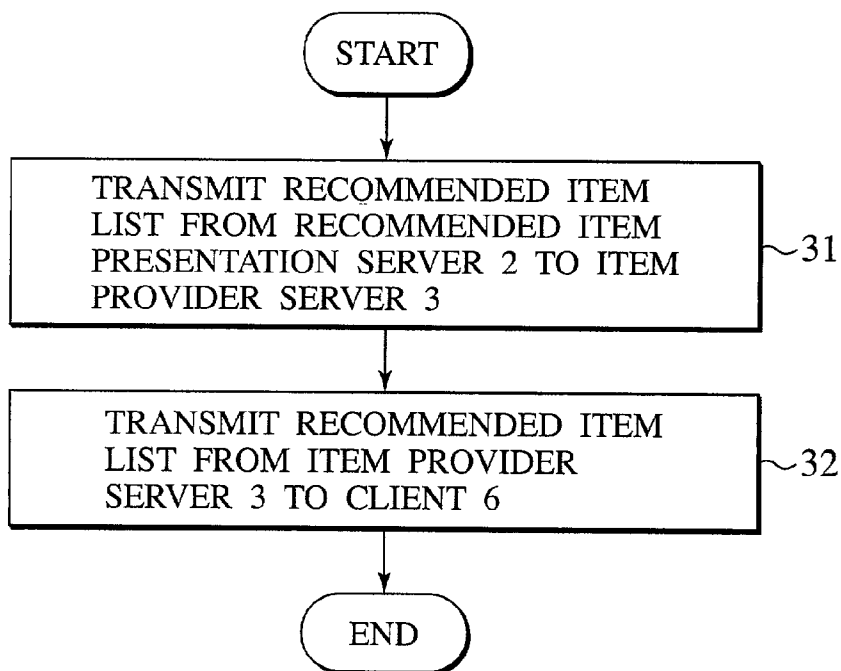 START
TRANSMIT RECOMMENDED ITEM
LIST FROM RECOMMENDED ITEM
PRESENTATION SERVER 2 TO ITEM
PROVIDER SERVER 3
~31
TRANSMIT RECOMMENDED ITEM
LIST FROM ITEM PROVIDER
SERVER 3 TO CLIENT 6
~32
END